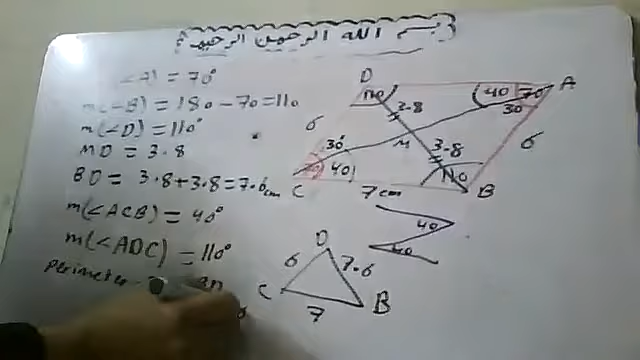 بسم الله الرحمن الرحيم
∠A) = 70°
m(∠B) = 180 - 70 = 110
m(∠D) = 110°
MD = 3.8
BD = 3.8 + 3.8 = 7.6 cm
m(∠ACB) = 40°
m(∠ADC) = 110°
perimeter
D
110
40
70°
A
30
3.8
6
M
3.8
6
30°
40
C
7 cm
110
B
40
40
D
6
7.6
C
7
B